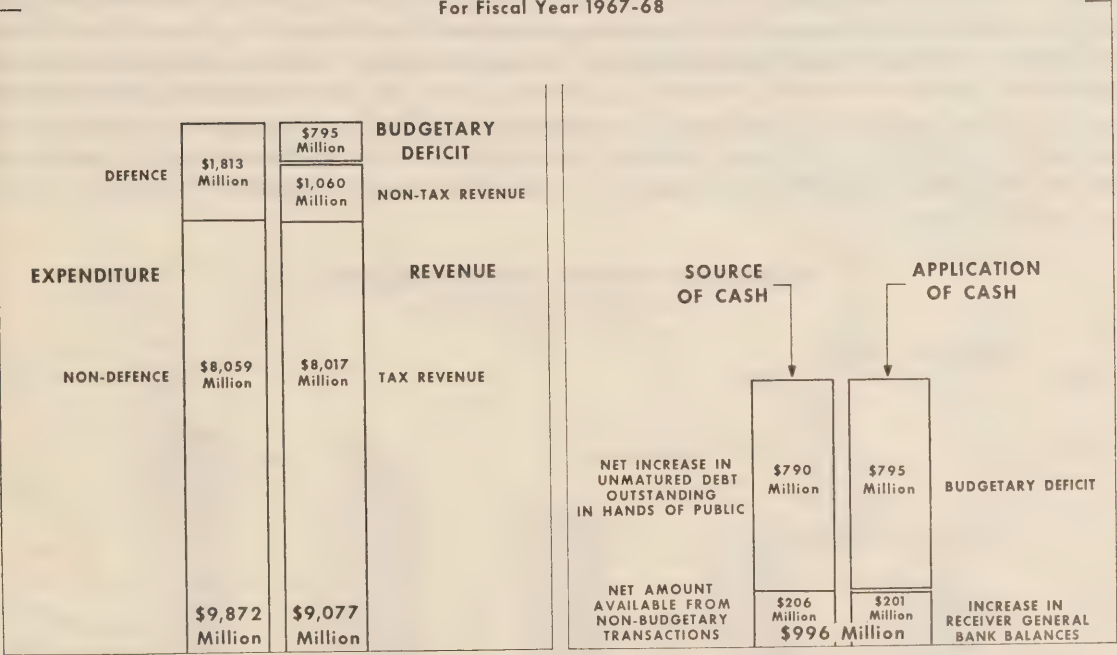 For Fiscal Year 1967-68
$795
Million
BUDGETARY
DEFICIT
DEFENCE
$1,813
Million
$1,060
Million
NON-TAX REVENUE
EXPENDITURE
REVENUE
NON-DEFENCE
$8,059
Million
$8,017
Million
TAX REVENUE
$9,872
Million
$9,077
Million
SOURCE
OF CASH
APPLICATION
OF CASH
NET INCREASE IN
UNMATURED DEBT
OUTSTANDING
IN HANDS OF PUBLIC
$790
Million
$795
Million
BUDGETARY DEFICIT
NET AMOUNT
AVAILABLE FROM
NON-BUDGETARY
TRANSACTIONS
$206
Million
$201
Million
$996 Million
INCREASE IN
RECEIVER GENERAL
BANK BALANCES